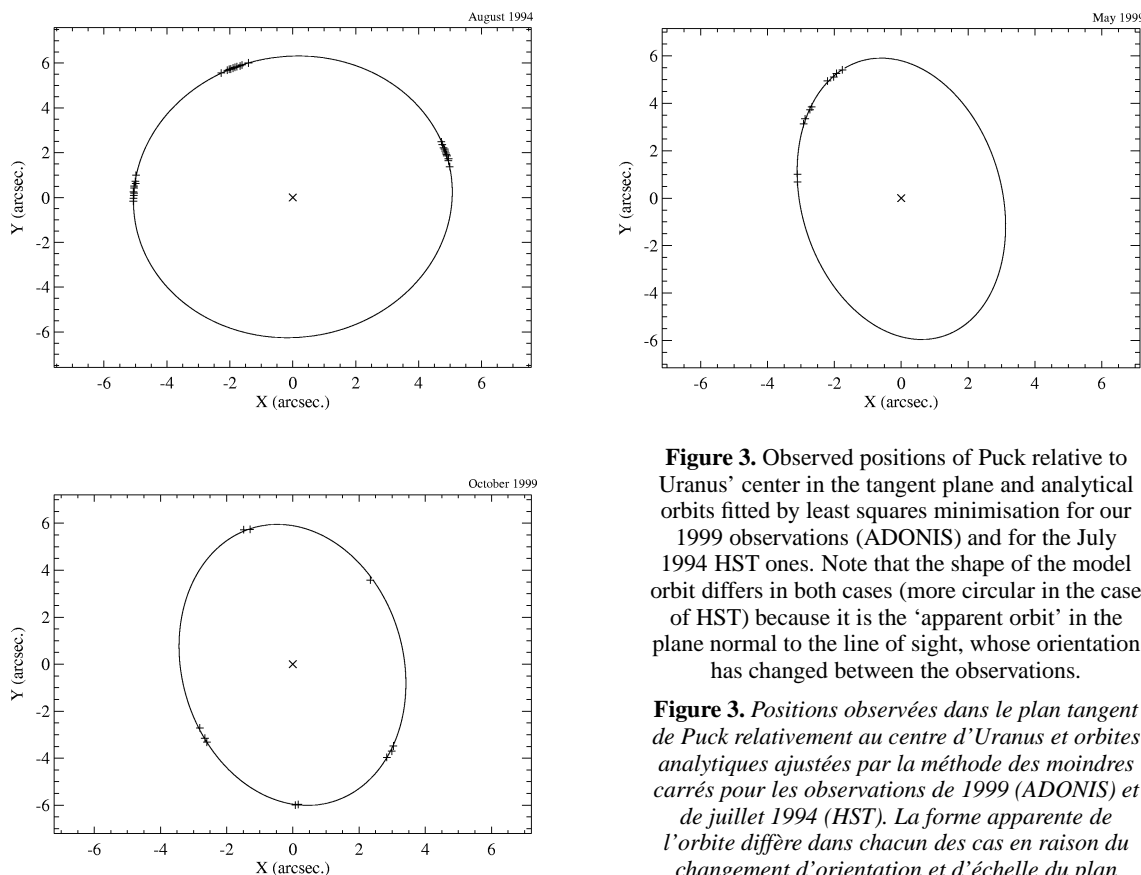 August 1994
6
4
2
0
-2
-4
-6
Y (arcsec.)
-6 -4 -2 0 2 4 6
X (arcsec.)
May 1999
6
4
2
0
-2
-4
-6
Y (arcsec.)
-6 -4 -2 0 2 4 6
X (arcsec.)
October 1999
6
4
2
0
-2
-4
-6
Y (arcsec.)
-6 -4 -2 0 2 4 6
X (arcsec.)
Figure 3. Observed positions of Puck relative to
Uranus’ center in the tangent plane and analytical
orbits fitted by least squares minimisation for our
1999 observations (ADONIS) and for the July
1994 HST ones. Note that the shape of the model
orbit differs in both cases (more circular in the case
of HST) because it is the ‘apparent orbit’ in the
plane normal to the line of sight, whose orientation
has changed between the observations.
Figure 3. Positions observées dans le plan tangent
de Puck relativement au centre d’Uranus et orbites
analytiques ajustées par la méthode des moindres
carrés pour les observations de 1999 (ADONIS) et
de juillet 1994 (HST). La forme apparente de
l’orbite diffère dans chacun des cas en raison du
changement d’orientation et d’échelle du plan